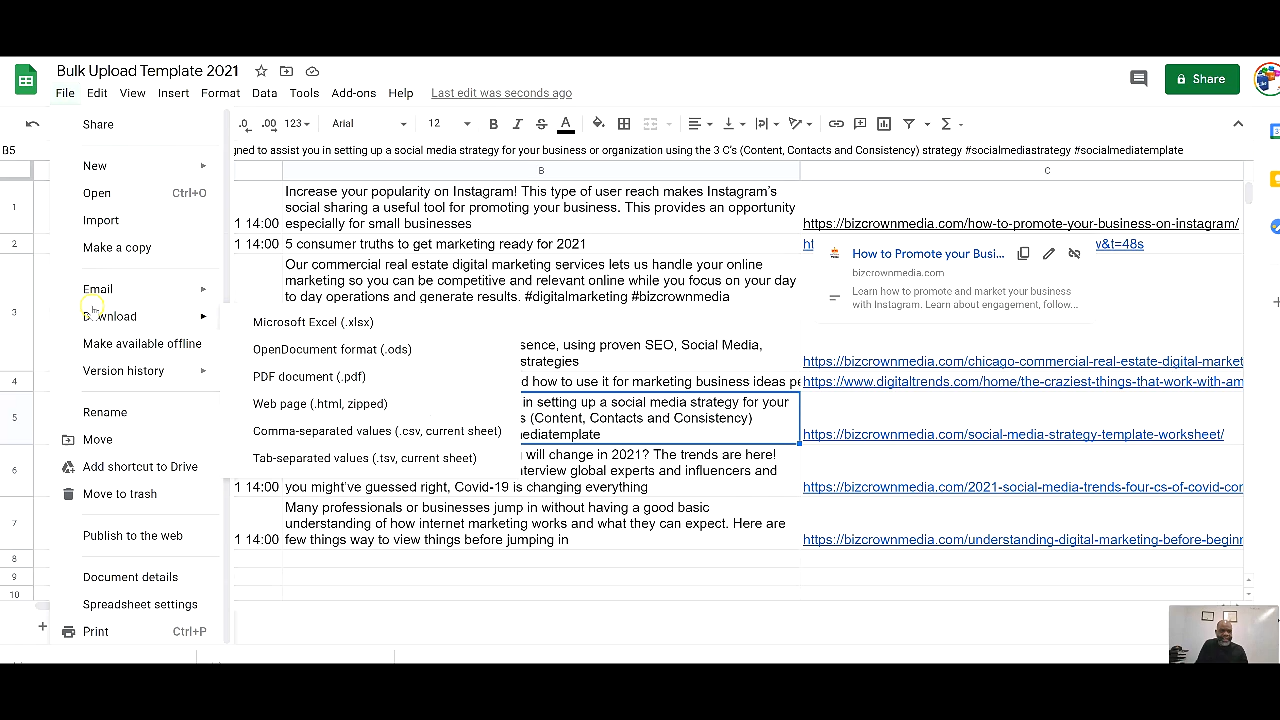 Bulk Upload Template 2021
Share
File Edit View Insert Format Data Tools Add-ons Help Last edit was seconds ago
.0 .00 123 Arial 12 B I S A Σ
B5
gned to assist you in setting up a social media strategy for your business or organization using the 3 C's (Content, Contacts and Consistency) strategy #socialmediastrategy #socialmediatemplate
Share
New
Open Ctrl+O
Import
Make a copy
Email
Download
Make available offline
Version history
Rename
Move
Add shortcut to Drive
Move to trash
Publish to the web
Document details
Spreadsheet settings
Print Ctrl+P
Microsoft Excel (.xlsx)
OpenDocument format (.ods)
PDF document (.pdf)
Web page (.html, zipped)
Comma-separated values (.csv, current sheet)
Tab-separated values (.tsv, current sheet)
B C
Increase your popularity on Instagram! This type of user reach makes Instagram's
social sharing a useful tool for promoting your business. This provides an opportunity
1 1 14:00 especially for small businesses https://bizcrownmedia.com/how-to-promote-your-business-on-instagram/
2 1 14:00 5 consumer truths to get marketing ready for 2021 ht w&t=48s
How to Promote your Busi...
bizcrownmedia.com
Learn how to promote and market your business
with Instagram. Learn about engagement, follow...
Our commercial real estate digital marketing services lets us handle your online
marketing so you can be competitive and relevant online while you focus on your
day to day operations and generate results. #digitalmarketing #bizcrownmedia
3
sence, using proven SEO, Social Media,
strategies https://bizcrownmedia.com/chicago-commercial-real-estate-digital-market
4 d how to use it for marketing business ideas pe https://www.digitaltrends.com/home/the-craziest-things-that-work-with-am
in setting up a social media strategy for your
5 s (Content, Contacts and Consistency)
nediatemplate https://bizcrownmedia.com/social-media-strategy-template-worksheet/
will change in 2021? The trends are here!
6 nterview global experts and influencers and
1 14:00 you might've guessed right, Covid-19 is changing everything https://bizcrownmedia.com/2021-social-media-trends-four-cs-of-covid-cor
Many professionals or businesses jump in without having a good basic
7 understanding of how internet marketing works and what they can expect. Here are
1 14:00 few things way to view things before jumping in https://bizcrownmedia.com/understanding-digital-marketing-before-beginr
8
9
10